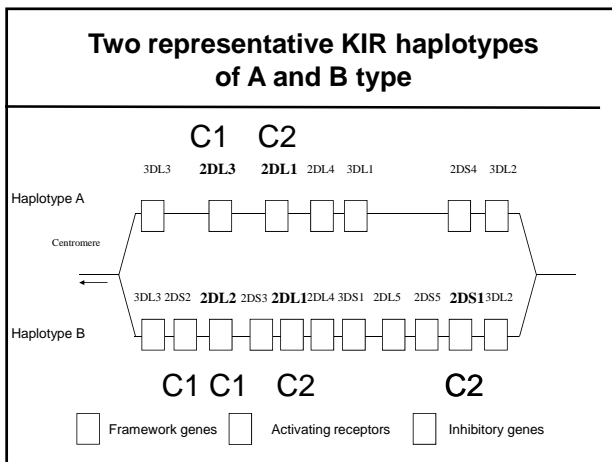 Two representative KIR haplotypes
of A and B type
C1 C2
3DL3 2DL3 2DL1 2DL4 3DL1 2DS4 3DL2
Haplotype A
Centromere
3DL3 2DS2 2DL2 2DS3 2DL1 2DL4 3DS1 2DL5 2DS5 2DS1 3DL2
Haplotype B
C1 C1 C2 C2
Framework genes Activating receptors Inhibitory genes